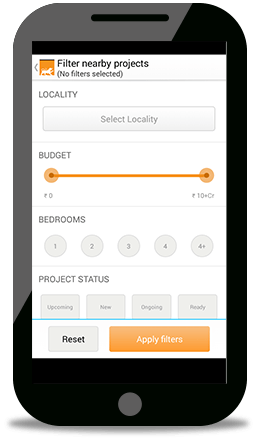 Filter nearby projects
(No filters selected)
LOCALITY
Select Locality
BUDGET
₹ 0 ₹ 10+Cr
BEDROOMS
1 2 3 4 4+
PROJECT STATUS
Upcoming New Ongoing Ready
Reset Apply filters